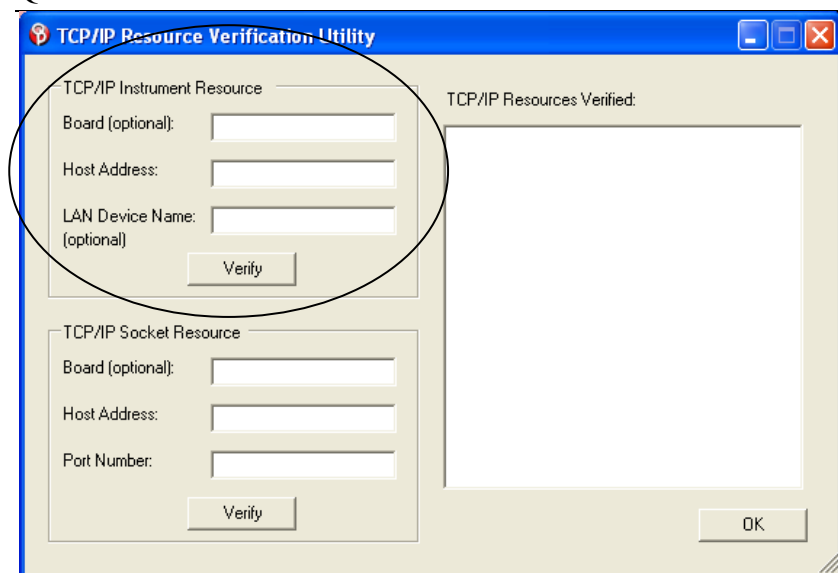 TCP/IP Resource Verification Utility
TCP/IP Instrument Resource
Board (optional):
Host Address:
LAN Device Name:
(optional)
Verify
TCP/IP Socket Resource
Board (optional):
Host Address:
Port Number:
Verify
TCP/IP Resources Verified:
OK